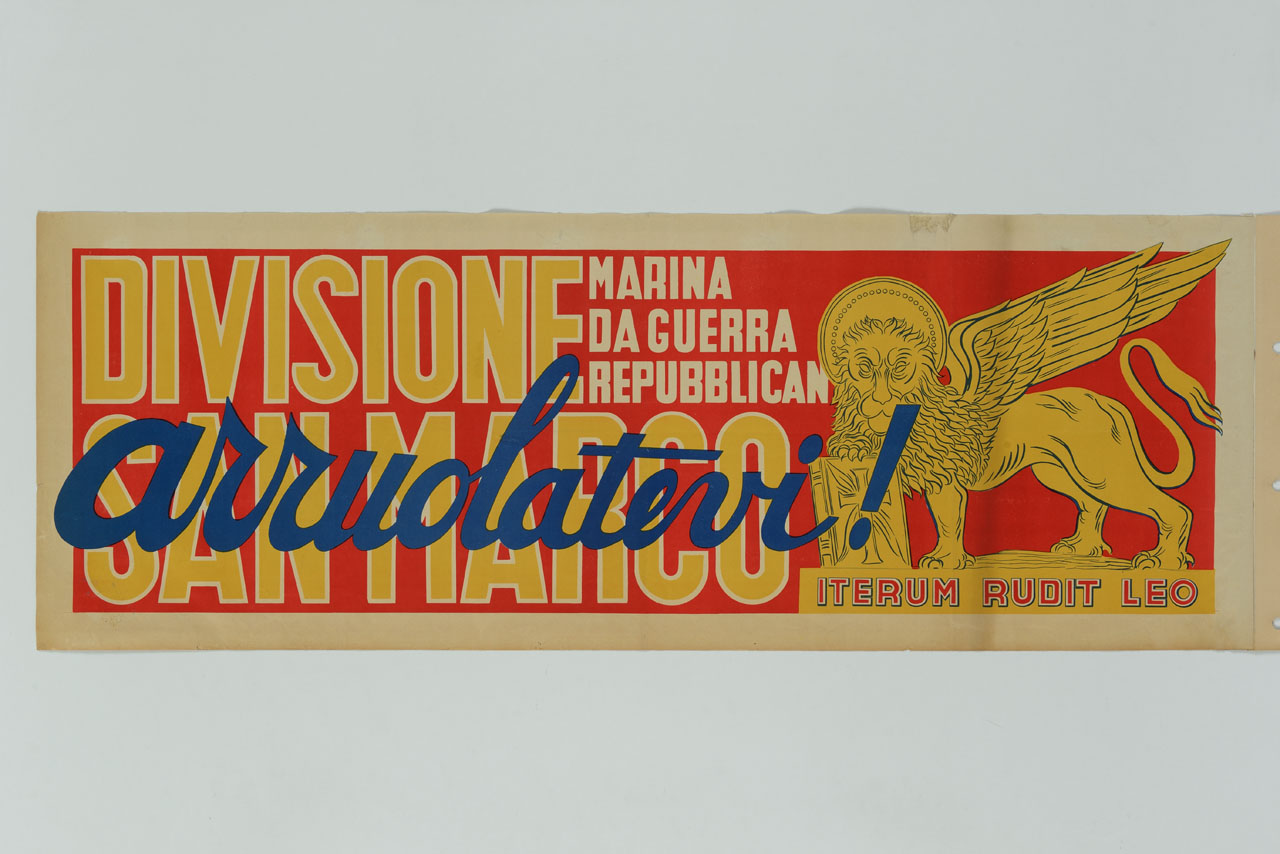 DIVISIONE
MARINA
DA GUERRA
REPUBBLICAN
SAN MARCO
arruolatevi!
ITERUM RUDIT LEO